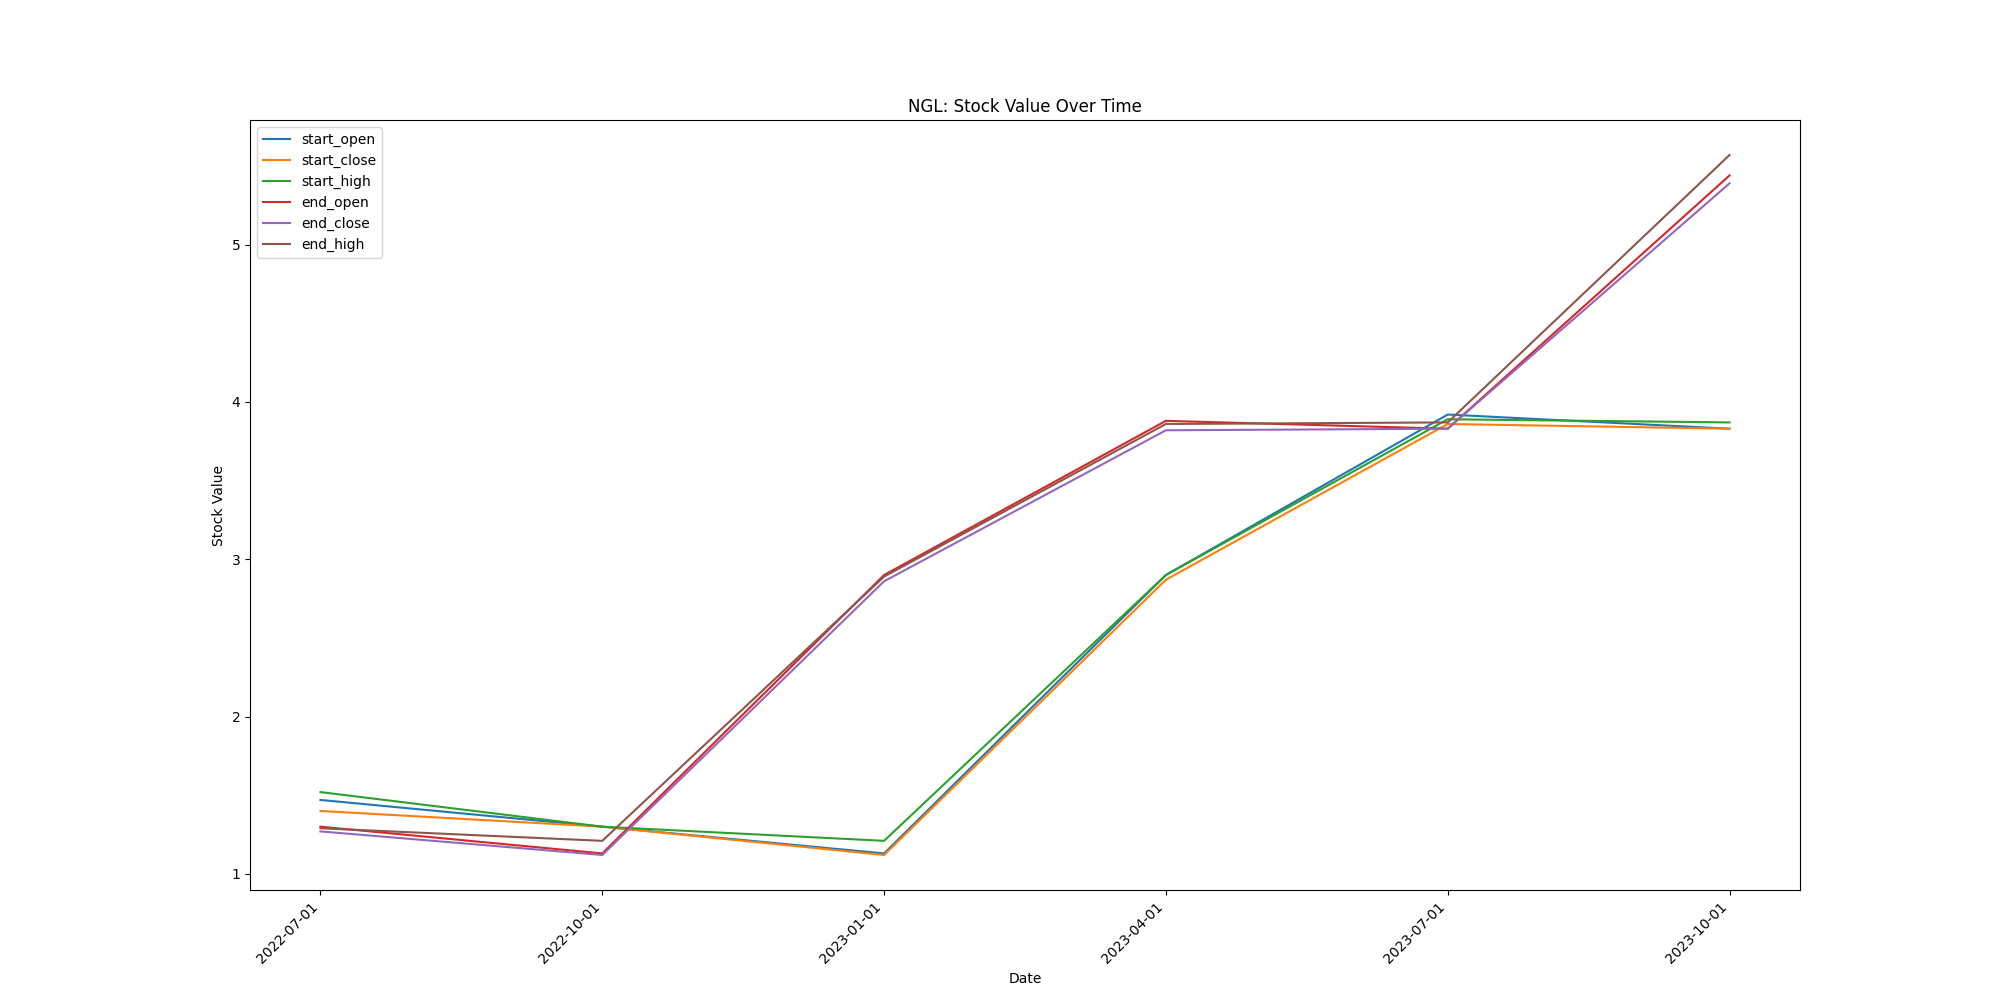 NGL: Stock Value Over Time
start_open
start_close
start_high
end_open
end_close
end_high
Stock Value
5
4
3
2
1
2022-07-01
2022-10-01
2023-01-01
2023-04-01
2023-07-01
2023-10-01
Date